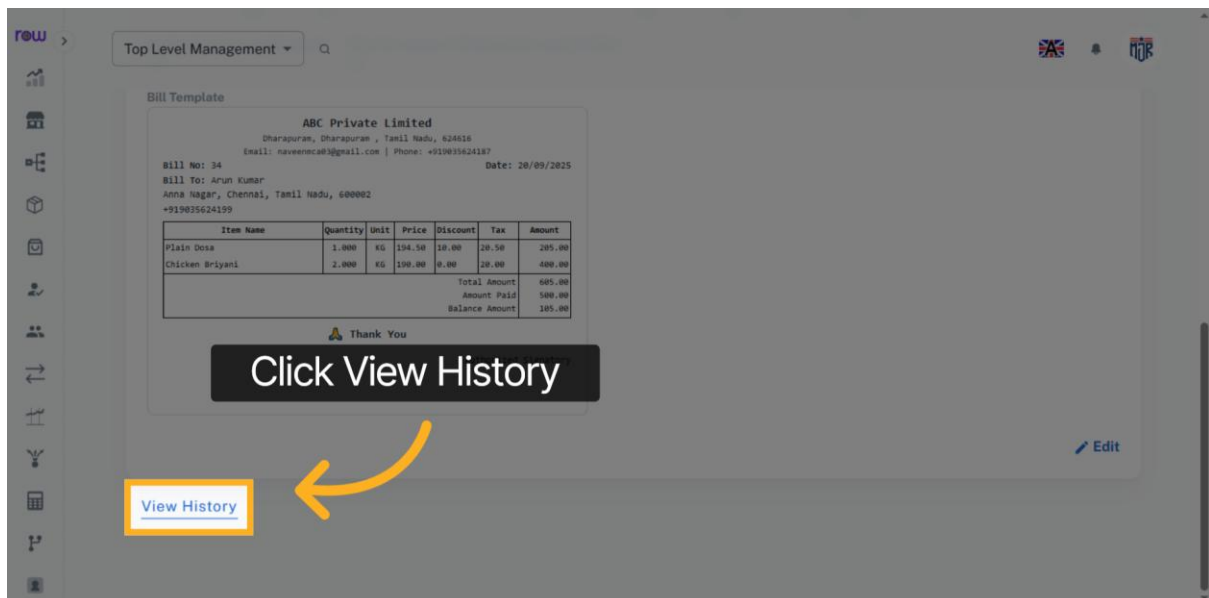 row
Top Level Management
A
MJR
Bill Template
ABC Private Limited
Dharapuram, Dharapuram , Tamil Nadu, 624616
Email: naveenmca03@gmail.com | Phone: +919035624187
Bill No: 34 Date: 20/09/2025
Bill To: Arun Kumar
Anna Nagar, Chennai, Tamil Nadu, 600002
+919035624199
Item Name Quantity Unit Price Discount Tax Amount
Plain Dosa 1.000 KG 194.50 10.00 20.50 205.00
Chicken Briyani 2.000 KG 190.00 0.00 20.00 400.00
Total Amount 605.00
Amount Paid 500.00
Balance Amount 105.00
🙏 Thank You
Click View History
Edit
View History